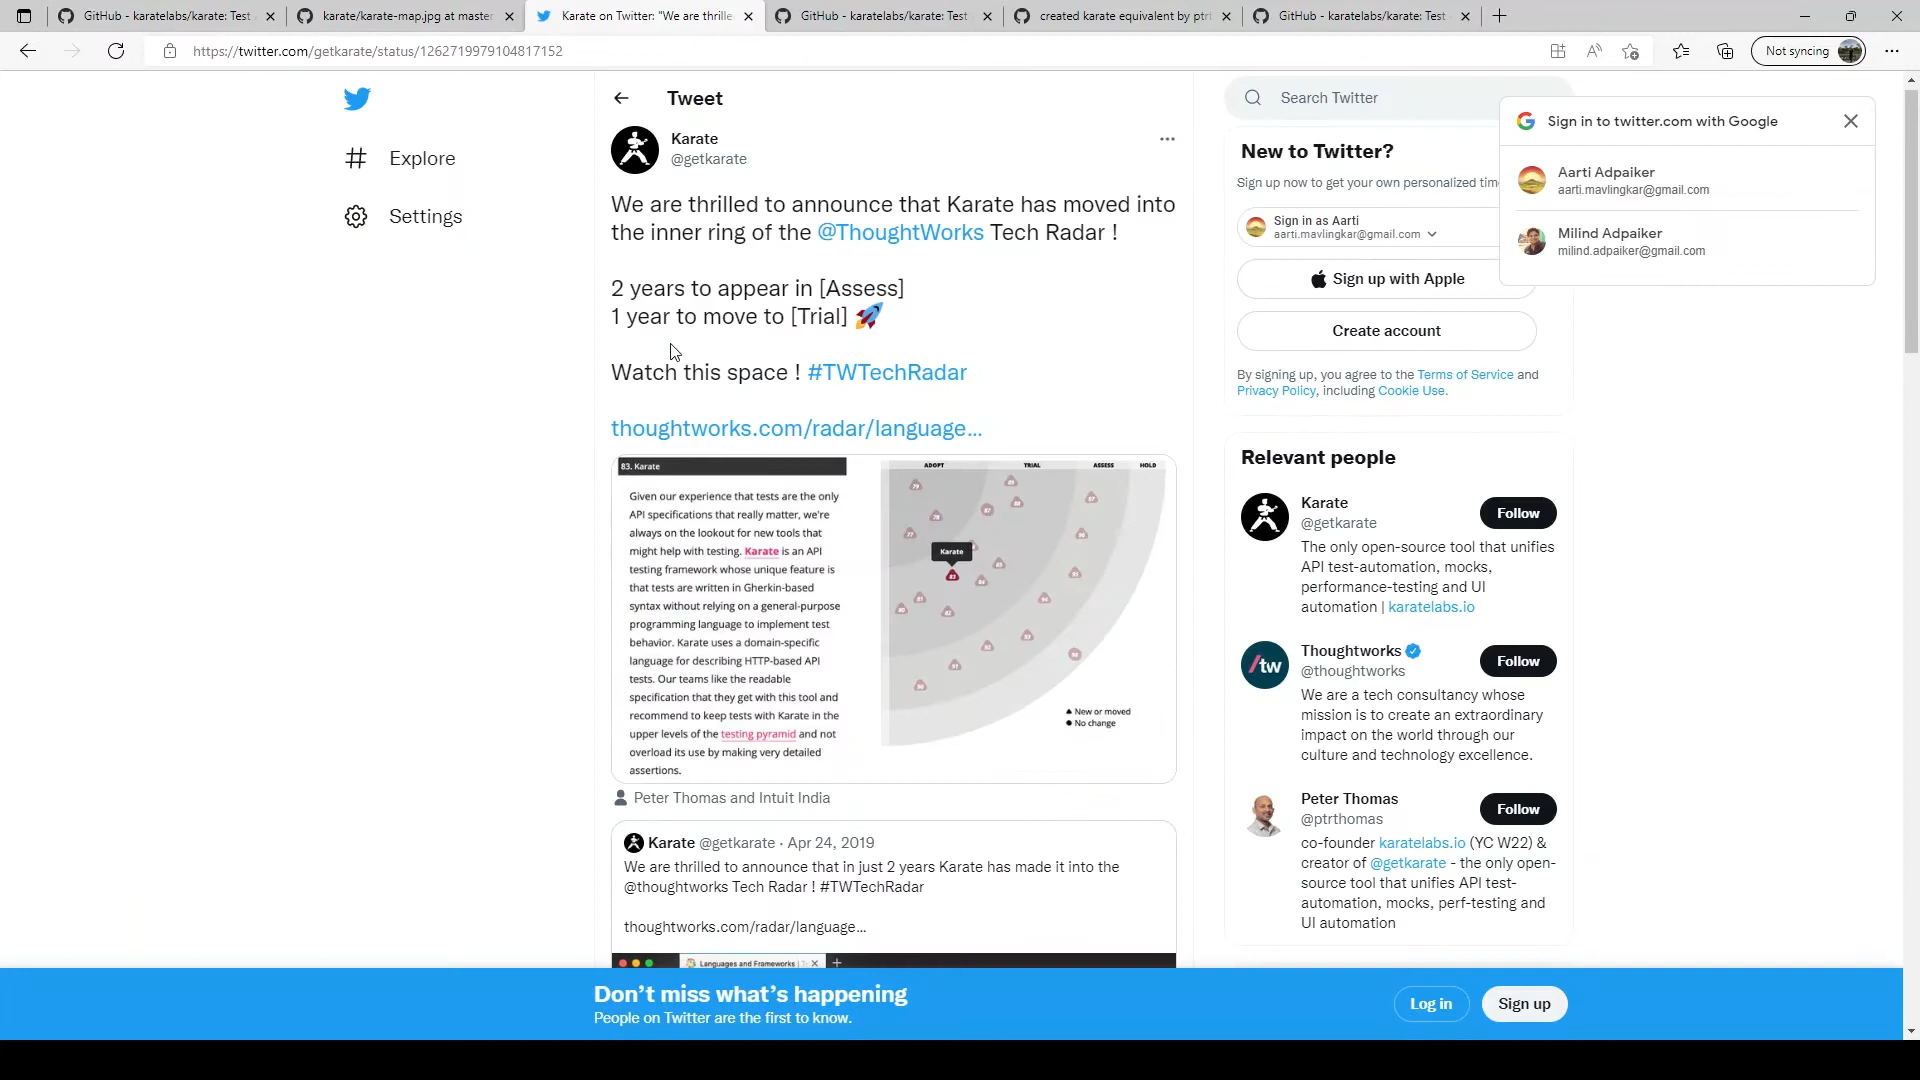 GitHub - karatelabs/karate: Test
karate/karate-map.jpg at master
Karate on Twitter: "We are thrille
GitHub - karatelabs/karate: Test
created karate equivalent by ptrt
GitHub - karatelabs/karate: Test
https://twitter.com/getkarate/status/1262719979104817152
Not syncing
Explore
Settings
Tweet
Karate
@getkarate
We are thrilled to announce that Karate has moved into
the inner ring of the @ThoughtWorks Tech Radar !
2 years to appear in [Assess]
1 year to move to [Trial] 🚀
Watch this space ! #TWTechRadar
thoughtworks.com/radar/language...
83. Karate
Given our experience that tests are the only
API specifications that really matter, we're
always on the lookout for new tools that
might help with testing. Karate is an API
testing framework whose unique feature is
that tests are written in Gherkin-based
syntax without relying on a general-purpose
programming language to implement test
behavior. Karate uses a domain-specific
language for describing HTTP-based API
tests. Our teams like the readable
specification that they get with this tool and
recommend to keep tests with Karate in the
upper levels of the testing pyramid and not
overload its use by making very detailed
assertions.
ADOPT TRIAL ASSESS HOLD
Karate
83
New or moved
No change
Peter Thomas and Intuit India
Karate @getkarate · Apr 24, 2019
We are thrilled to announce that in just 2 years Karate has made it into the
@thoughtworks Tech Radar ! #TWTechRadar
thoughtworks.com/radar/language...
Languages and Frameworks
Search Twitter
New to Twitter?
Sign up now to get your own personalized tim
Sign in as Aarti
aarti.mavlingkar@gmail.com
Sign up with Apple
Create account
By signing up, you agree to the Terms of Service and
Privacy Policy, including Cookie Use.
Sign in to twitter.com with Google
Aarti Adpaiker
aarti.mavlingkar@gmail.com
Milind Adpaiker
milind.adpaiker@gmail.com
Relevant people
Karate
@getkarate
Follow
The only open-source tool that unifies
API test-automation, mocks,
performance-testing and UI
automation | karatelabs.io
/tw
Thoughtworks
@thoughtworks
Follow
We are a tech consultancy whose
mission is to create an extraordinary
impact on the world through our
culture and technology excellence.
Peter Thomas
@ptrthomas
Follow
co-founder karatelabs.io (YC W22) &
creator of @getkarate - the only open-
source tool that unifies API test-
automation, mocks, perf-testing and
UI automation
Don't miss what's happening
People on Twitter are the first to know.
Log in
Sign up